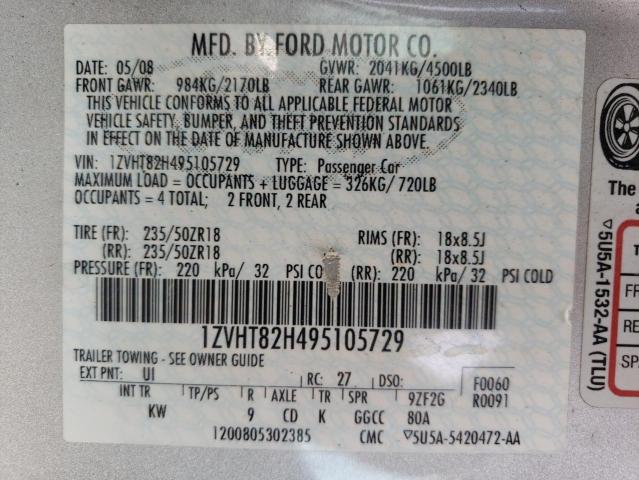 MFD. BY FORD MOTOR CO.
DATE: 05/08 GVWR: 2041KG/4500LB
FRONT GAWR: 984KG/2170LB REAR GAWR: 1061KG/2340LB
THIS VEHICLE CONFORMS TO ALL APPLICABLE FEDERAL MOTOR
VEHICLE SAFETY, BUMPER, AND THEFT PREVENTION STANDARDS
IN EFFECT ON THE DATE OF MANUFACTURE SHOWN ABOVE.
VIN: 1ZVHT82H495105729 TYPE: Passenger Car
MAXIMUM LOAD = OCCUPANTS + LUGGAGE = 326KG/720LB
OCCUPANTS = 4 TOTAL; 2 FRONT, 2 REAR
TIRE (FR): 235/50ZR18 RIMS (FR): 18x8.5J
(RR): 235/50ZR18 (RR): 18x8.5J
PRESSURE (FR): 220 kPa/ 32 PSI CO (RR): 220 kPa/ 32 PSI COLD
1ZVHT82H495105729
TRAILER TOWING - SEE OWNER GUIDE
EXT PNT: UI RC: 27 DSO: F0060
INT TR TP/PS R AXLE TR SPR 9ZF2G R0091
KW 9 CD K GGCC 80A
1200805302385 CMC ▽5U5A-5420472-AA
The
▽5U5A-1532-AA (TLU)
FR
RE
SP